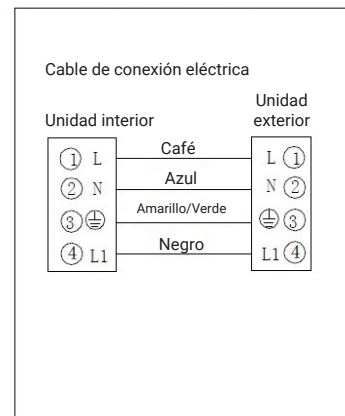 Cable de conexión eléctrica
Unidad interior
Unidad
exterior
① L Café L ①
② N Azul N ②
③ Amarillo/Verde ③
④ L1 Negro L1 ④